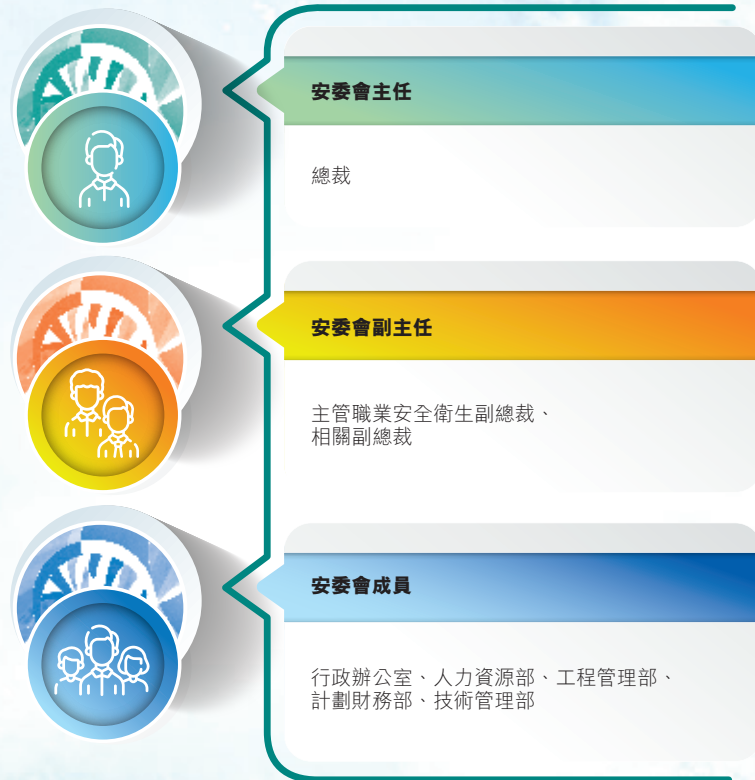 安委會主任
總裁
安委會副主任
主管職業安全衛生副總裁、
相關副總裁
安委會成員
行政辦公室、人力資源部、工程管理部、
計劃財務部、技術管理部